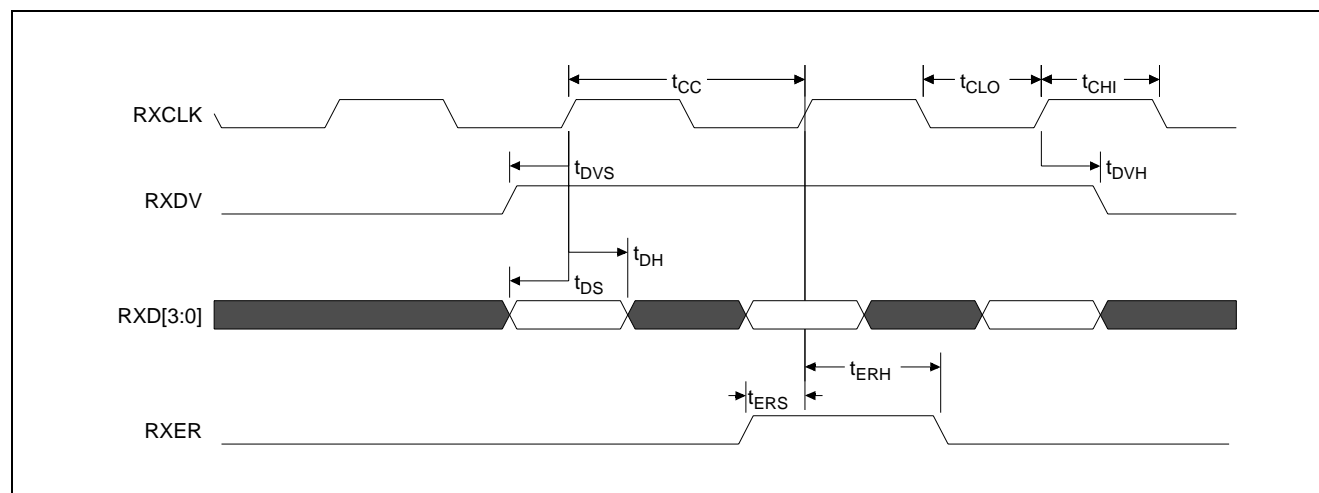 tCC
tCLO
tCHI
RXCLK
tDVS
tDVH
RXDV
tDH
tDS
RXD[3:0]
tERH
tERS
RXER